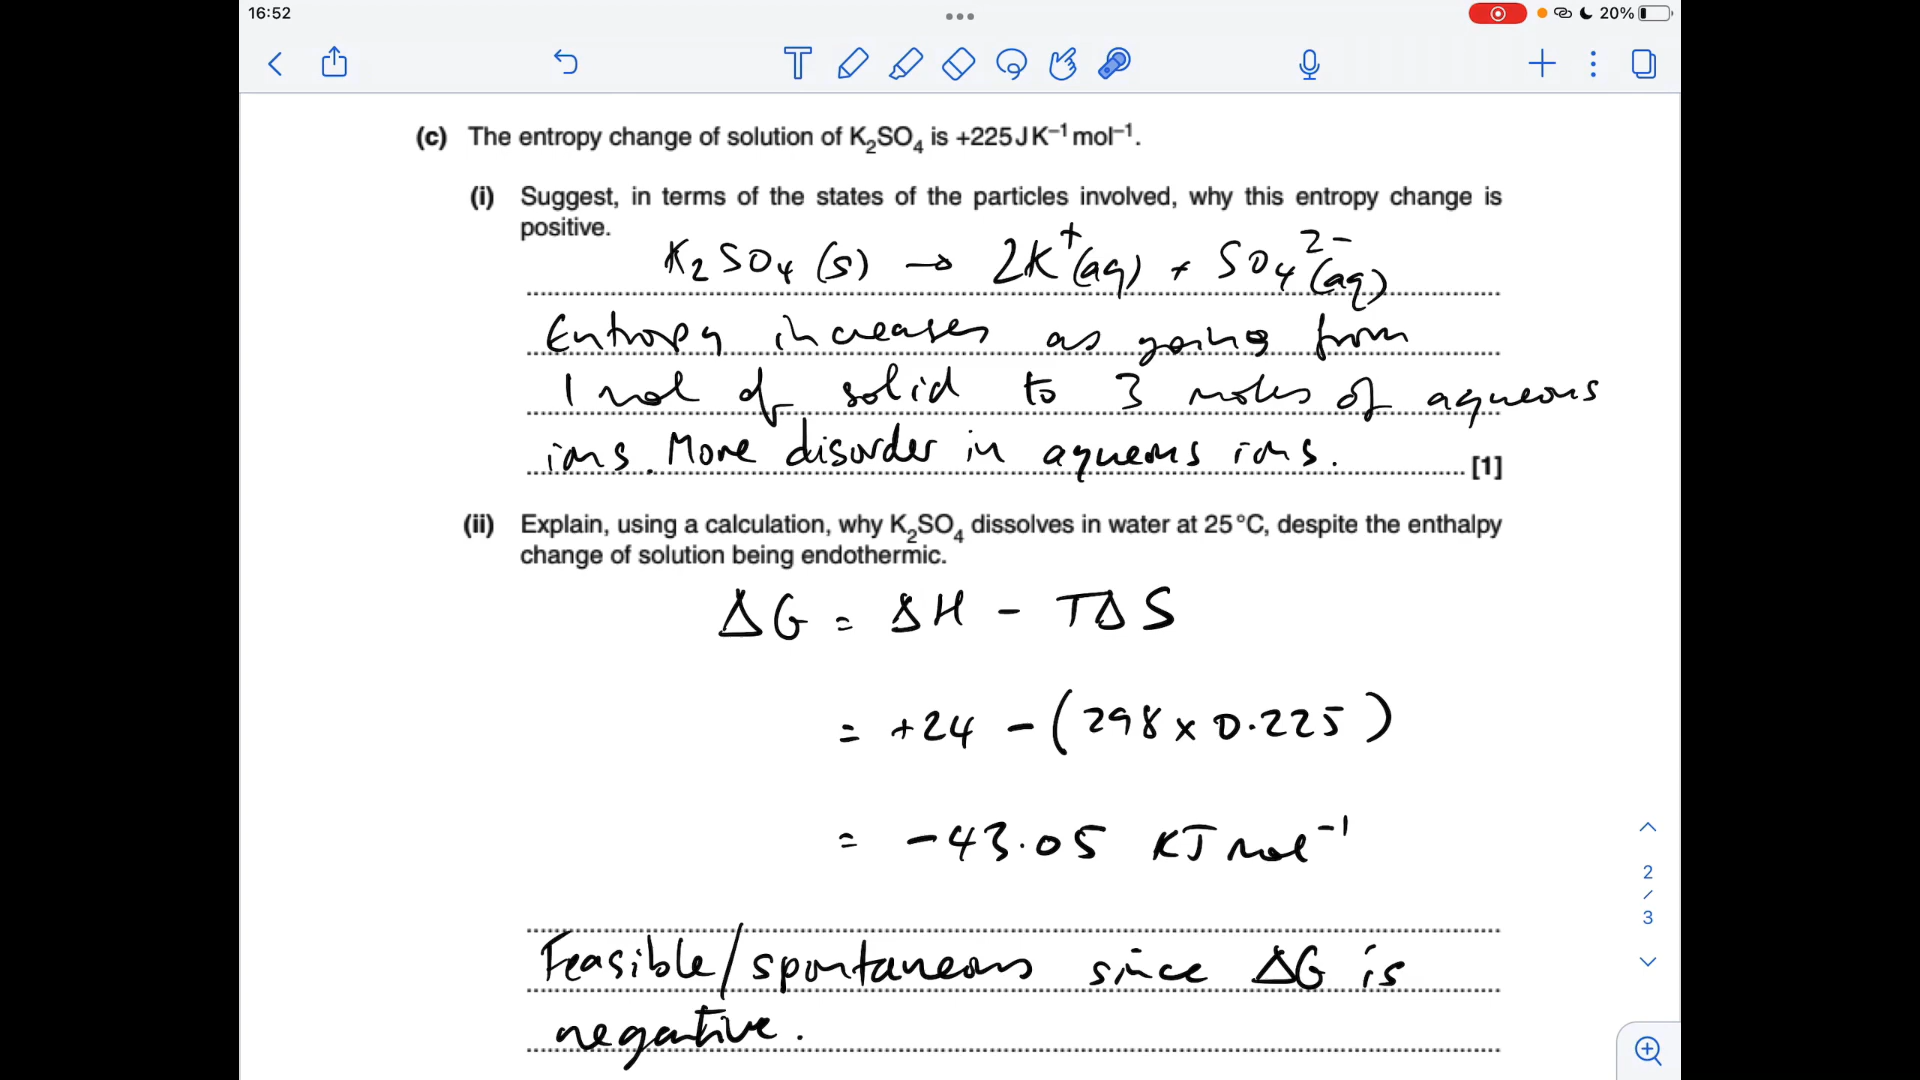 16:52
20%
T
(c) The entropy change of solution of K₂SO₄ is +225 J K⁻¹ mol⁻¹.
(i) Suggest, in terms of the states of the particles involved, why this entropy change is
positive.
K₂SO₄ (s) → 2K⁺(aq) + SO₄²⁻(aq)
Entropy increases as going from
1 mol of solid to 3 moles of aqueous
ions. More disorder in aqueous ions.
[1]
(ii) Explain, using a calculation, why K₂SO₄ dissolves in water at 25 °C, despite the enthalpy
change of solution being endothermic.
ΔG = ΔH - TΔS
= +24 - (298 x 0.225)
= -43.05 KJ mol⁻¹
2
/
3
Feasible/spontaneous since ΔG is
negative.